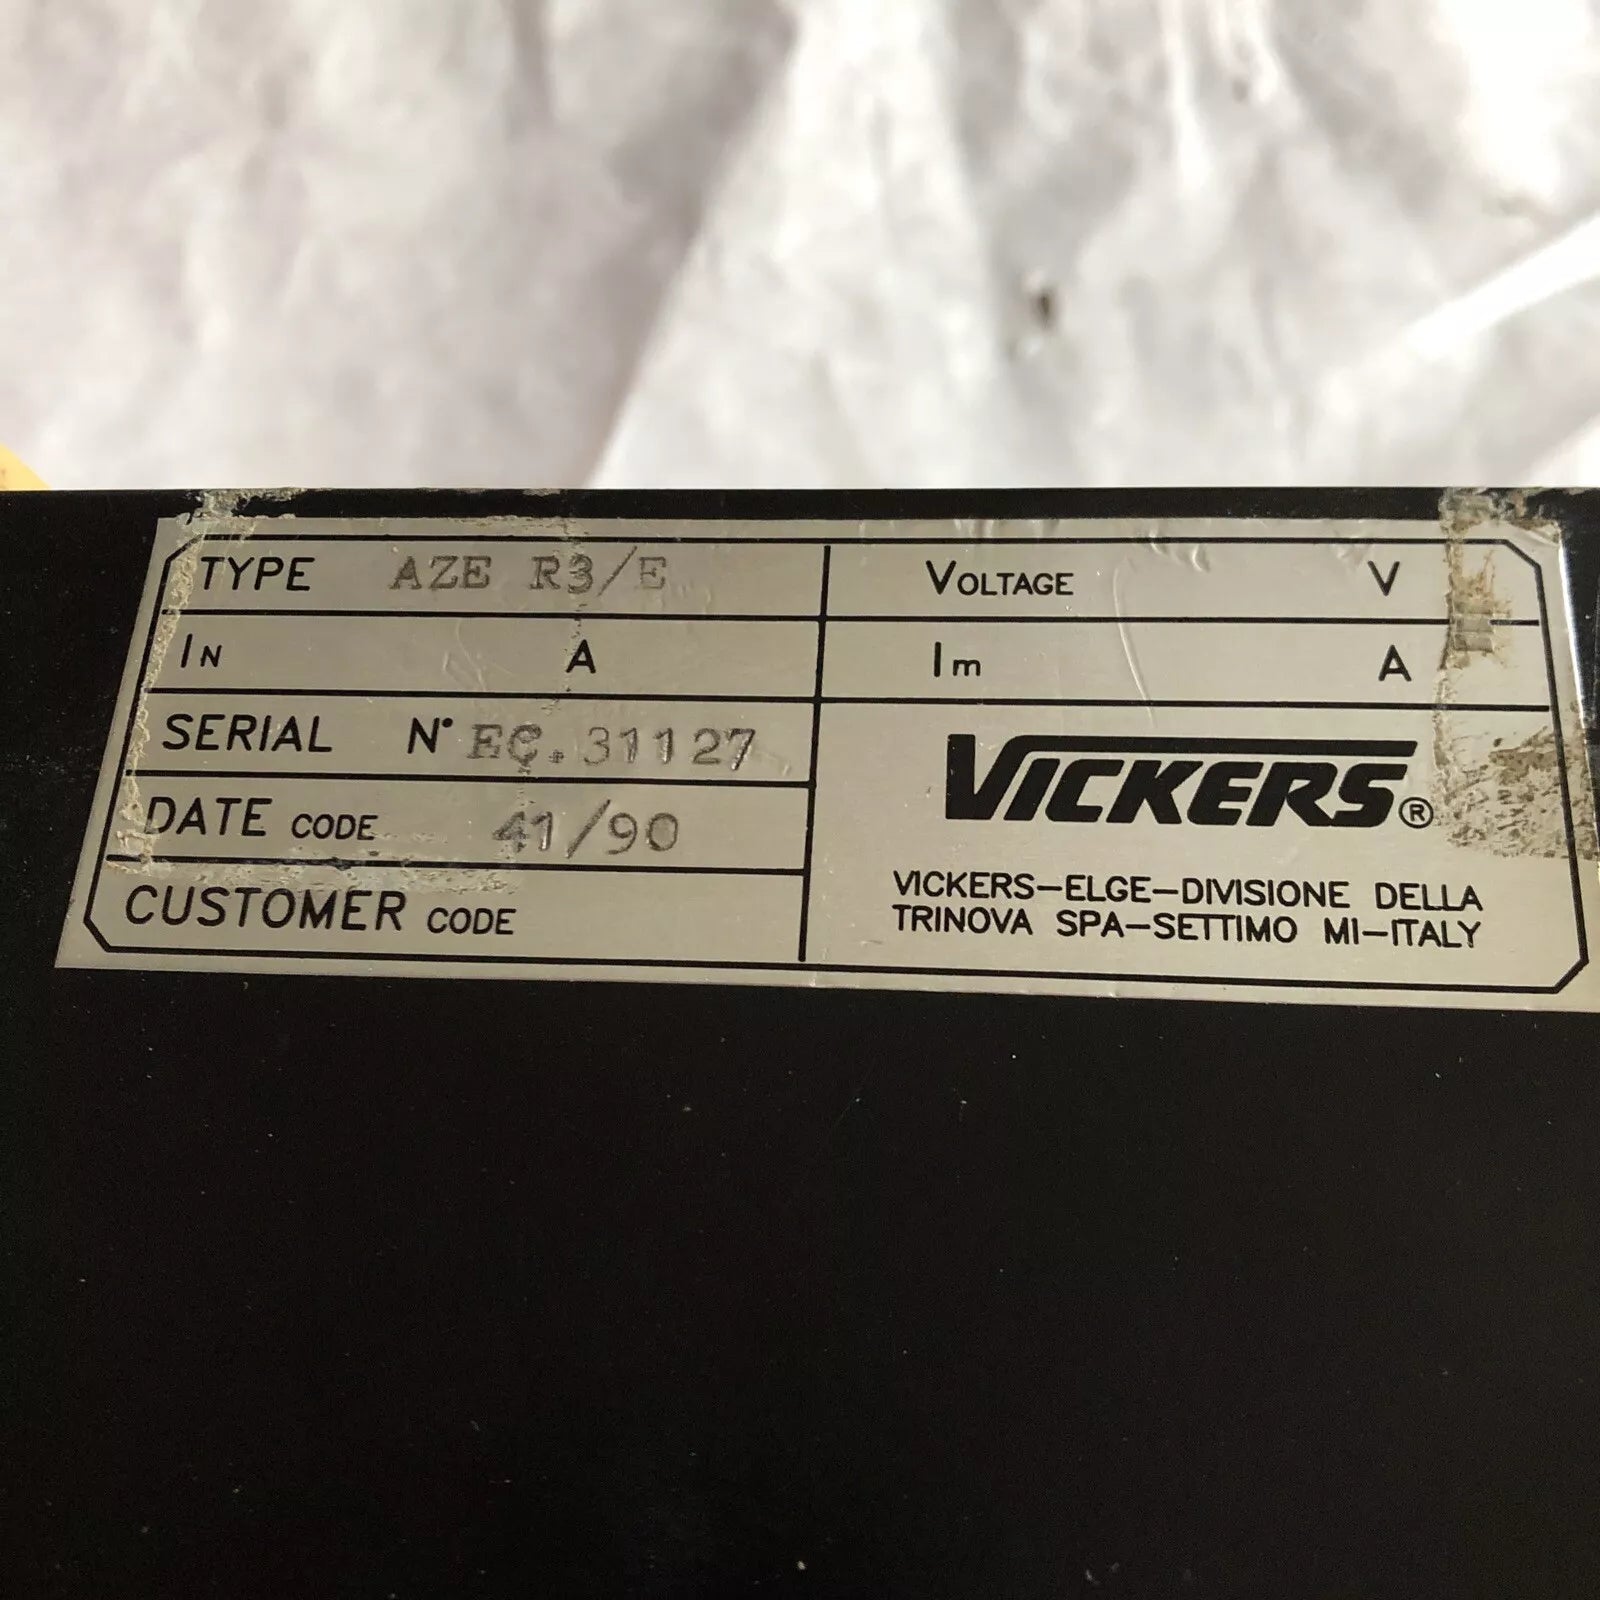 TYPE AZE R3/E
VOLTAGE V
IN A
Im A
SERIAL N° EC.31127
DATE CODE 41/90
CUSTOMER CODE
VICKERS®
VICKERS-ELGE-DIVISIONE DELLA
TRINOVA SPA-SETTIMO MI-ITALY